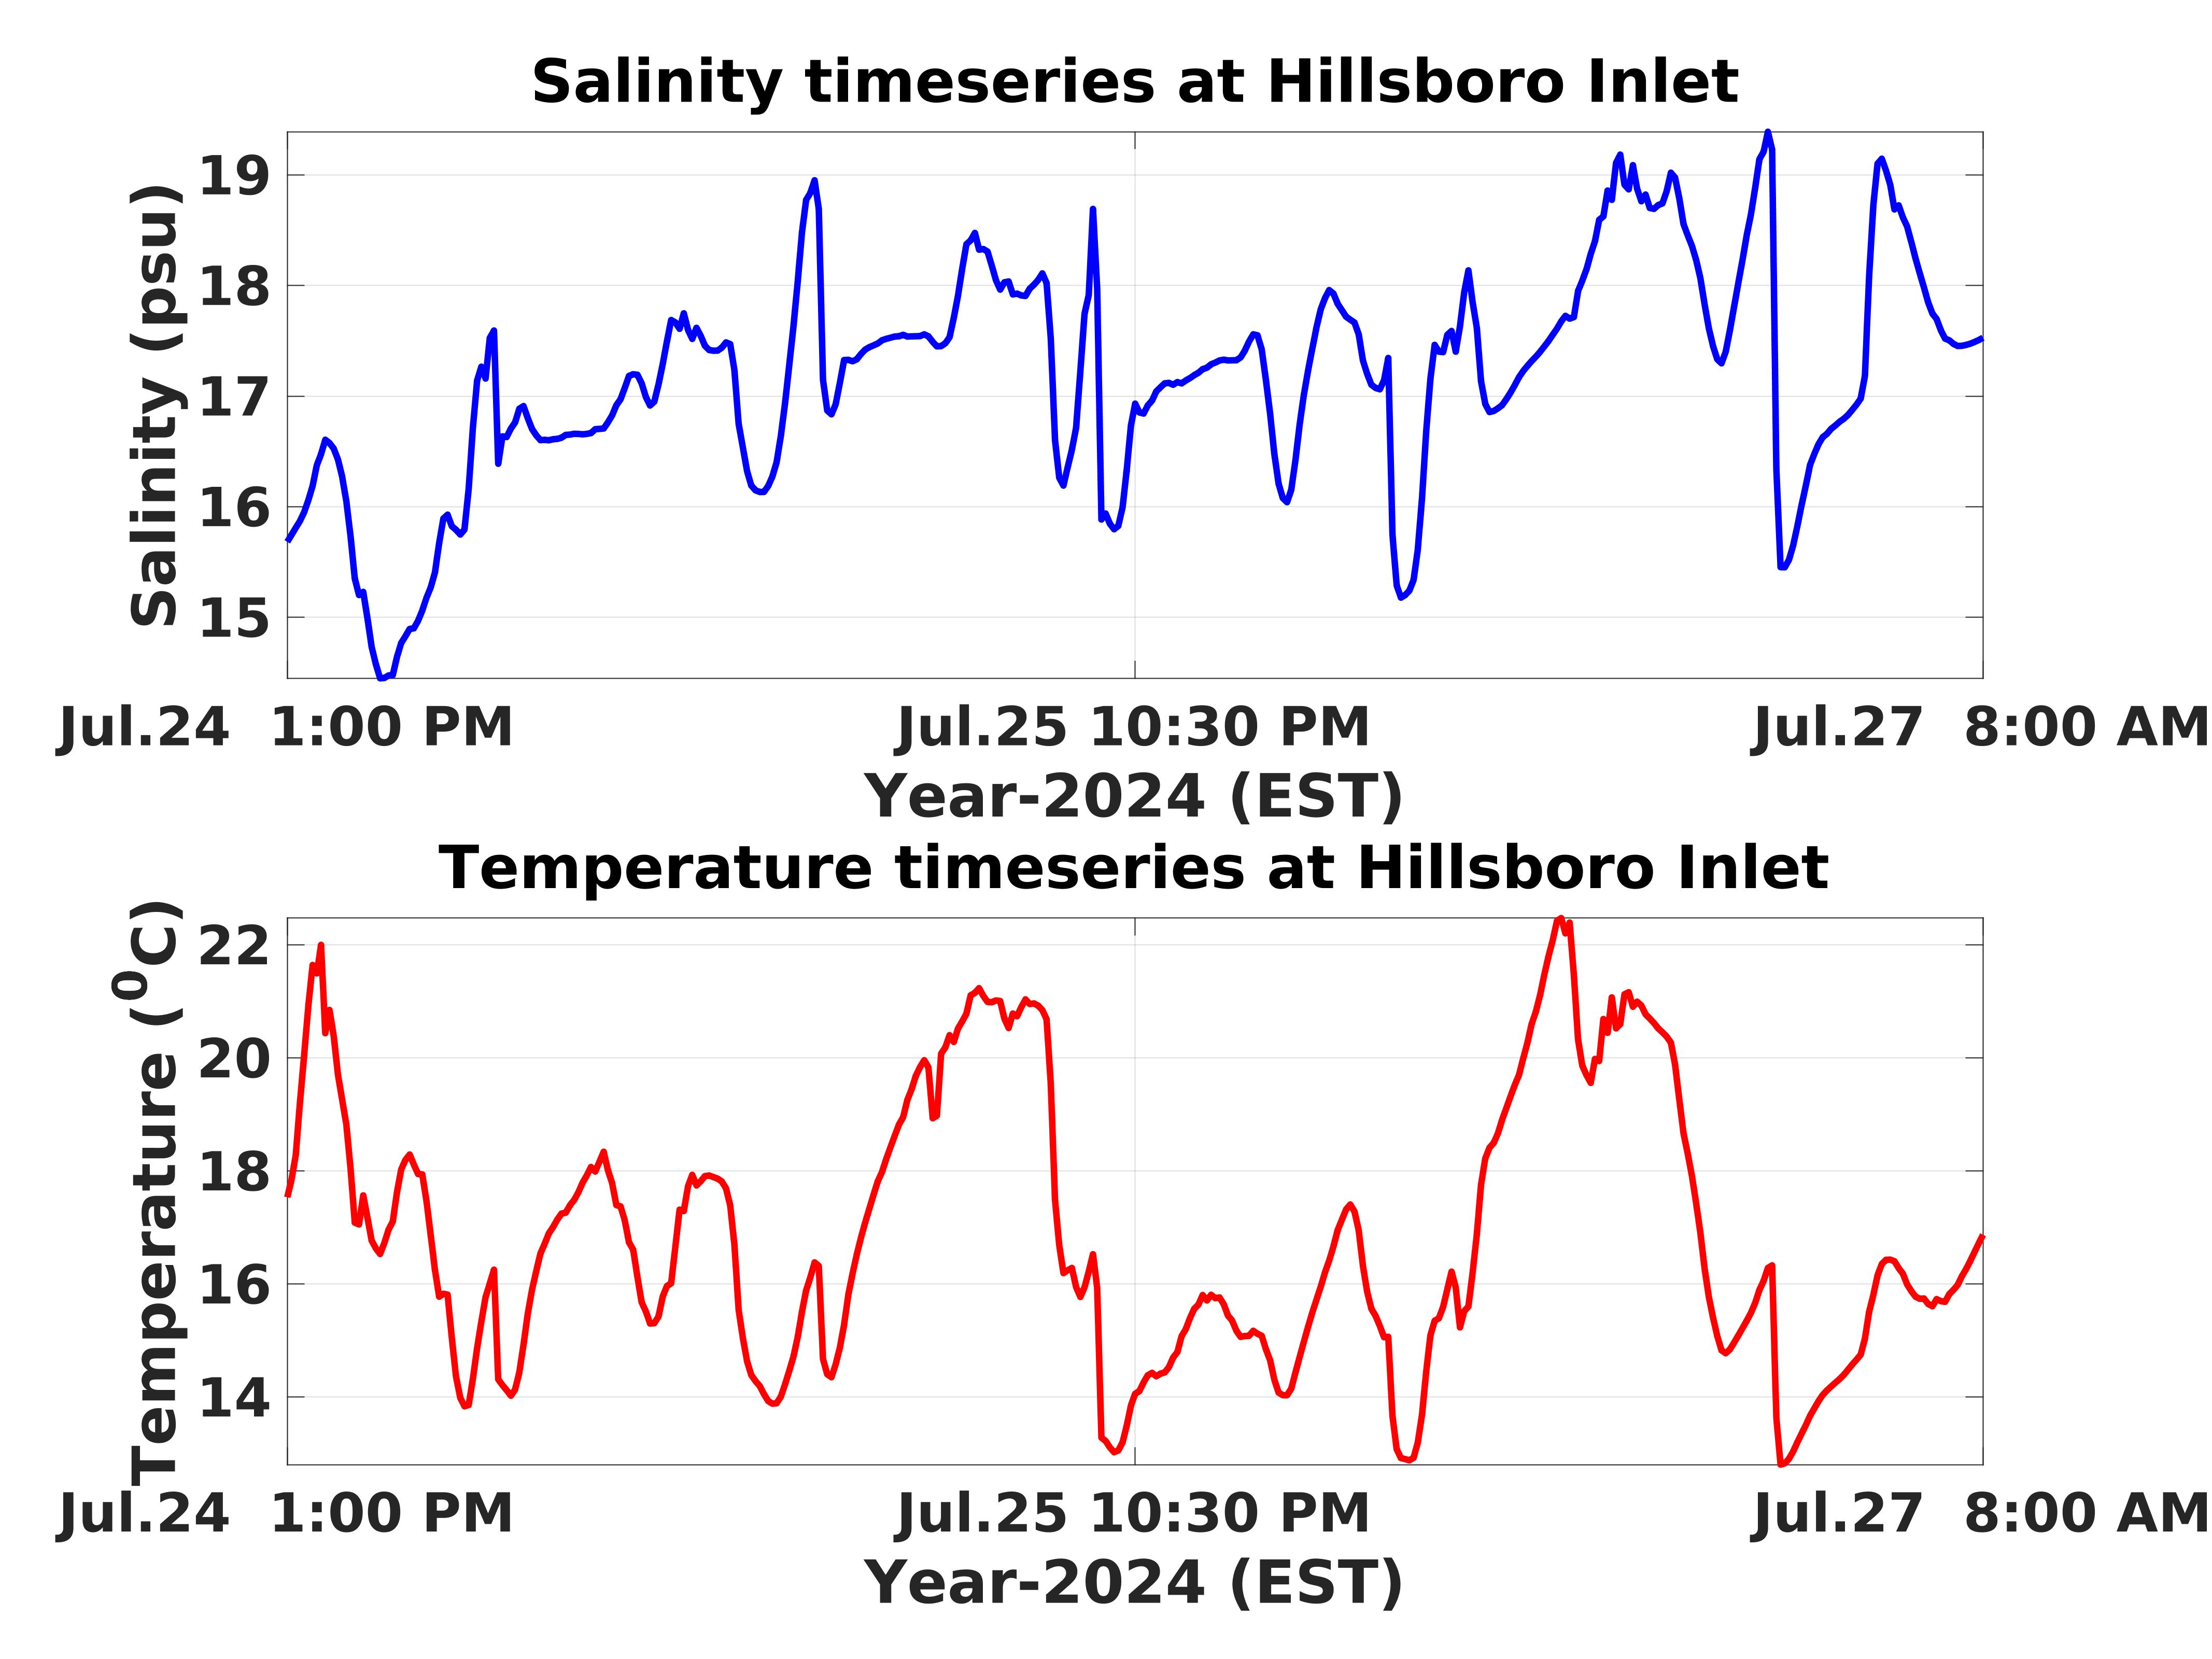 Salinity timeseries at Hillsboro Inlet
Salinity (psu)
19
18
17
16
15
Jul.24  1:00 PM
Jul.25 10:30 PM
Jul.27  8:00 AM
Year-2024 (EST)
Temperature timeseries at Hillsboro Inlet
Temperature (⁰C)
22
20
18
16
14
Jul.24  1:00 PM
Jul.25 10:30 PM
Jul.27  8:00 AM
Year-2024 (EST)